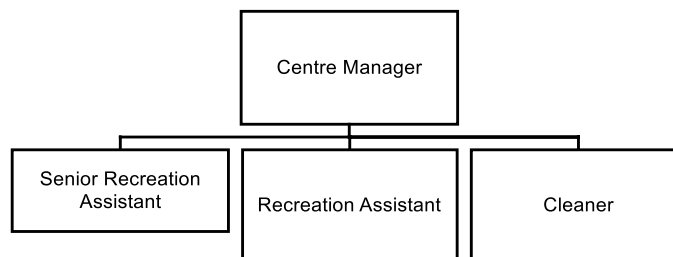 Centre Manager
Senior Recreation
Assistant
Recreation Assistant
Cleaner